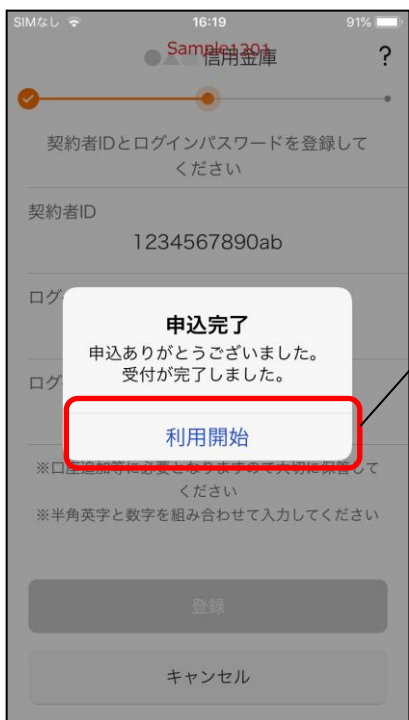 SIMなし 16:19 91%
●▲■信用金庫 ?
Sample1301
契約者IDとログインパスワードを登録して
ください
契約者ID
1234567890ab
ログ
申込完了
申込ありがとうございました。
受付が完了しました。
ログ
利用開始
※口座追加等に必要となりますので大切に保管して
ください
※半角英字と数字を組み合わせて入力してください
登録
キャンセル